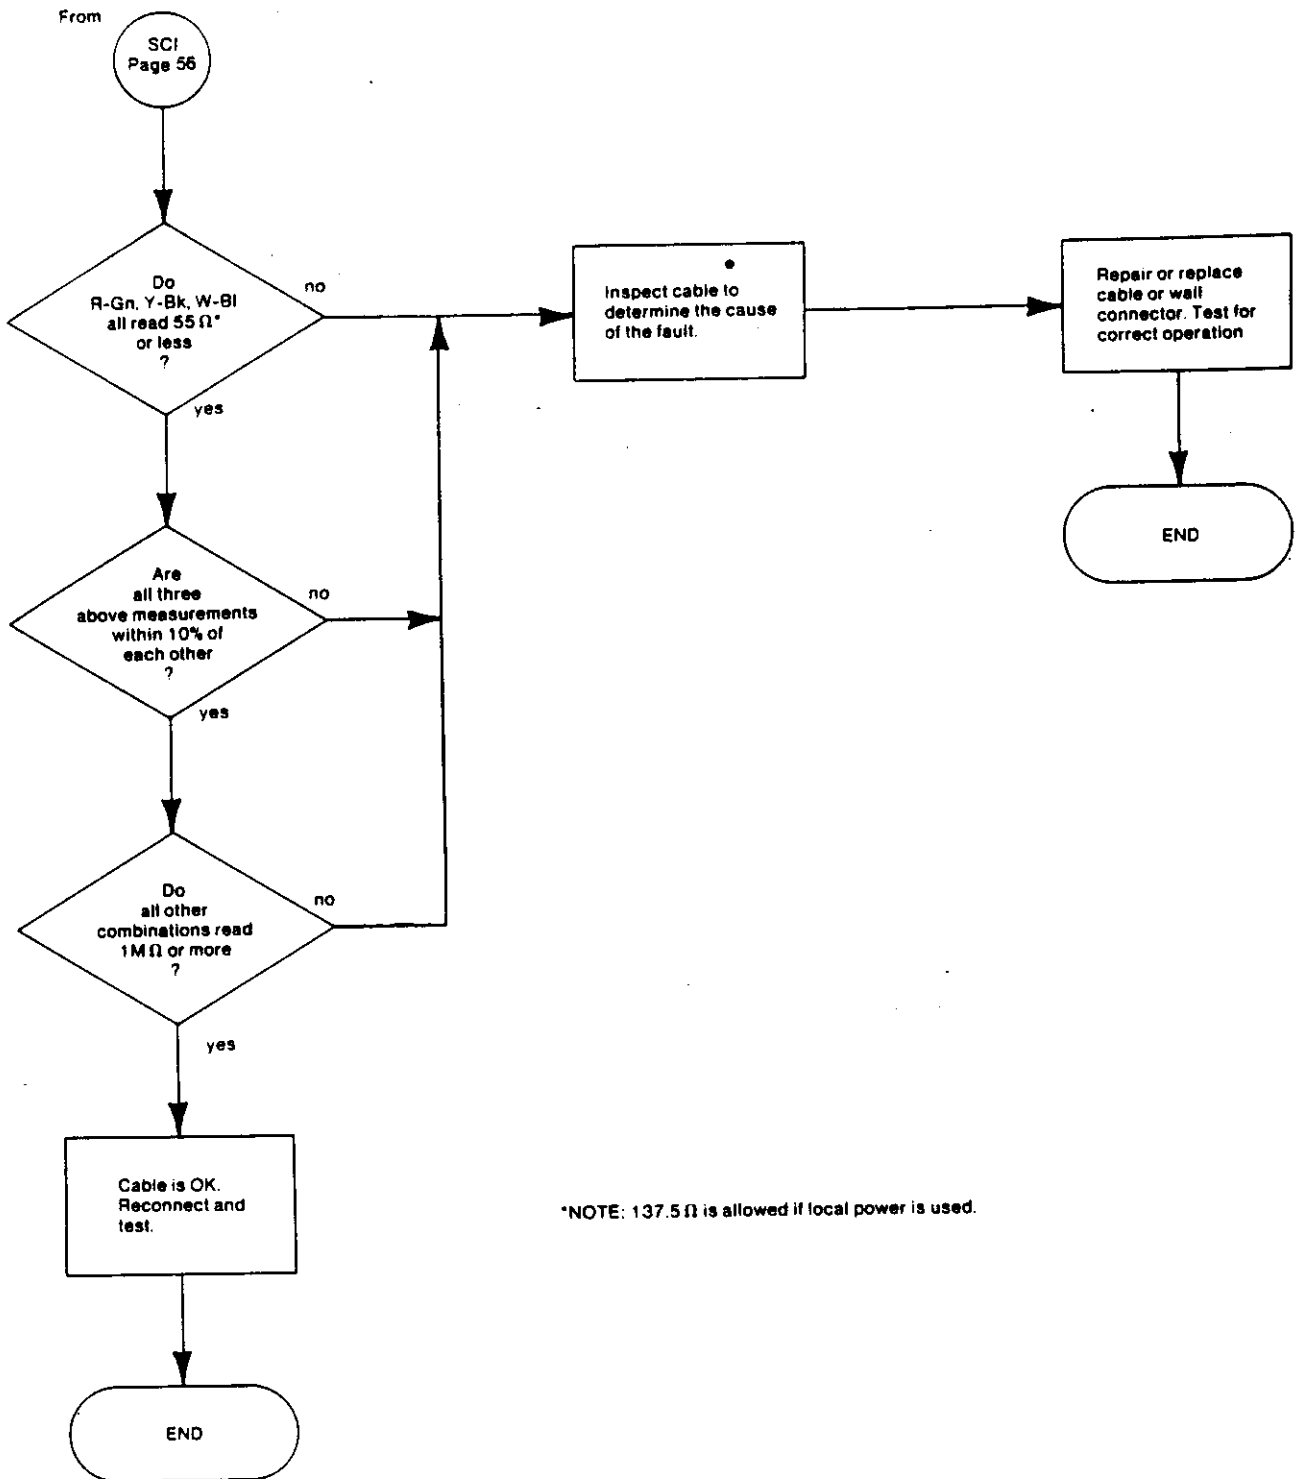 From
SCI
Page 56
Do
R-Gn, Y-Bk, W-Bl
all read 55 Ω*
or less
?
no
yes
Inspect cable to
determine the cause
of the fault.
Repair or replace
cable or wall
connector. Test for
correct operation
END
Are
all three
above measurements
within 10% of
each other
?
no
yes
Do
all other
combinations read
1M Ω or more
?
no
yes
Cable is OK.
Reconnect and
test.
*NOTE: 137.5 Ω is allowed if local power is used.
END